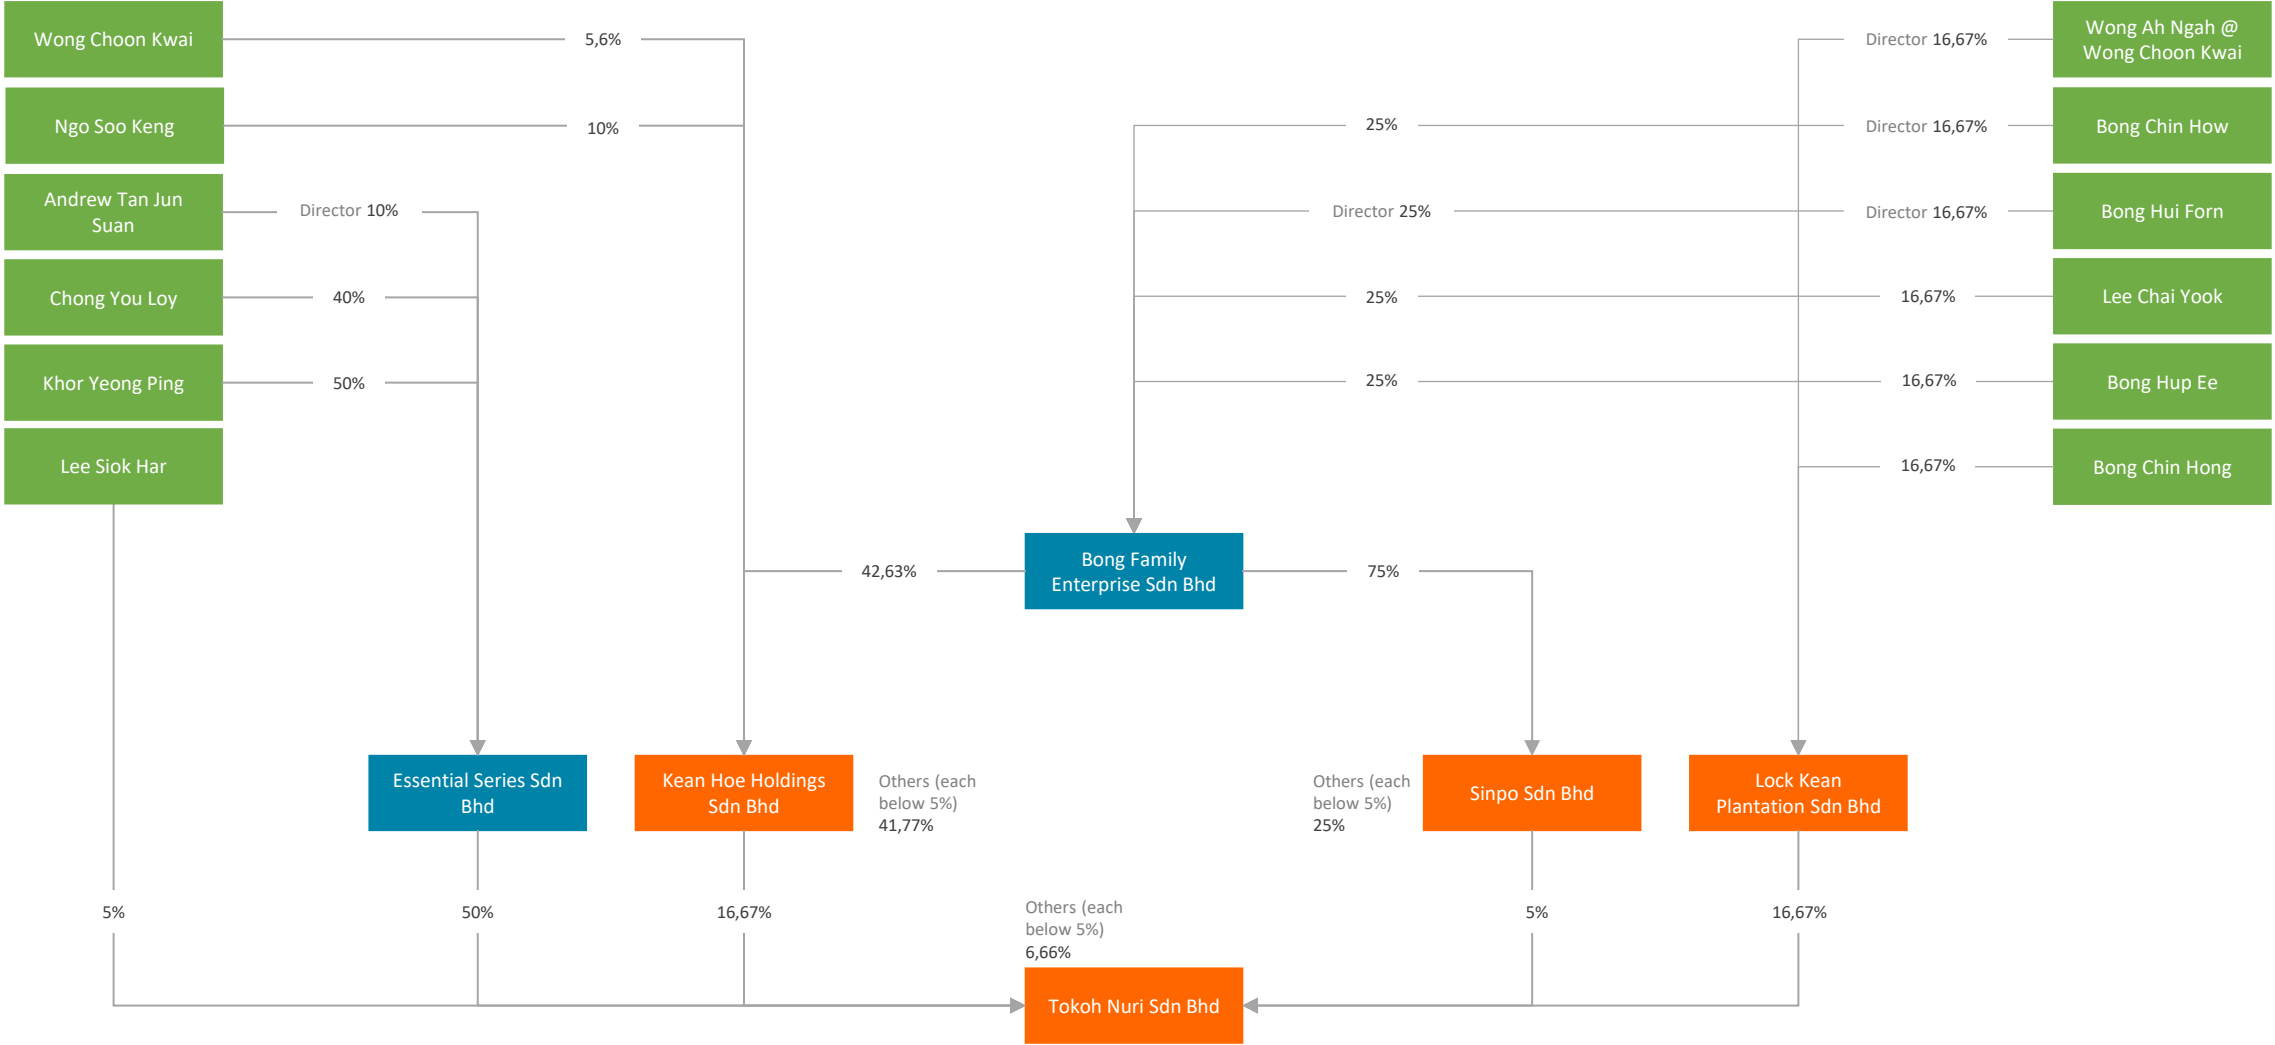 Wong Choon Kwai
5,6%
Director 16,67%
Wong Ah Ngah @
Wong Choon Kwai
Ngo Soo Keng
10%
25%
Director 16,67%
Bong Chin How
Andrew Tan Jun
Suan
Director 10%
Director 25%
Director 16,67%
Bong Hui Forn
Chong You Loy
40%
25%
16,67%
Lee Chai Yook
Khor Yeong Ping
50%
25%
16,67%
Bong Hup Ee
Lee Siok Har
16,67%
Bong Chin Hong
42,63%
Bong Family
Enterprise Sdn Bhd
75%
Essential Series Sdn
Bhd
Kean Hoe Holdings
Sdn Bhd
Others (each
below 5%)
41,77%
Others (each
below 5%)
25%
Sinpo Sdn Bhd
Lock Kean
Plantation Sdn Bhd
5%
50%
16,67%
Others (each
below 5%)
6,66%
5%
16,67%
Tokoh Nuri Sdn Bhd